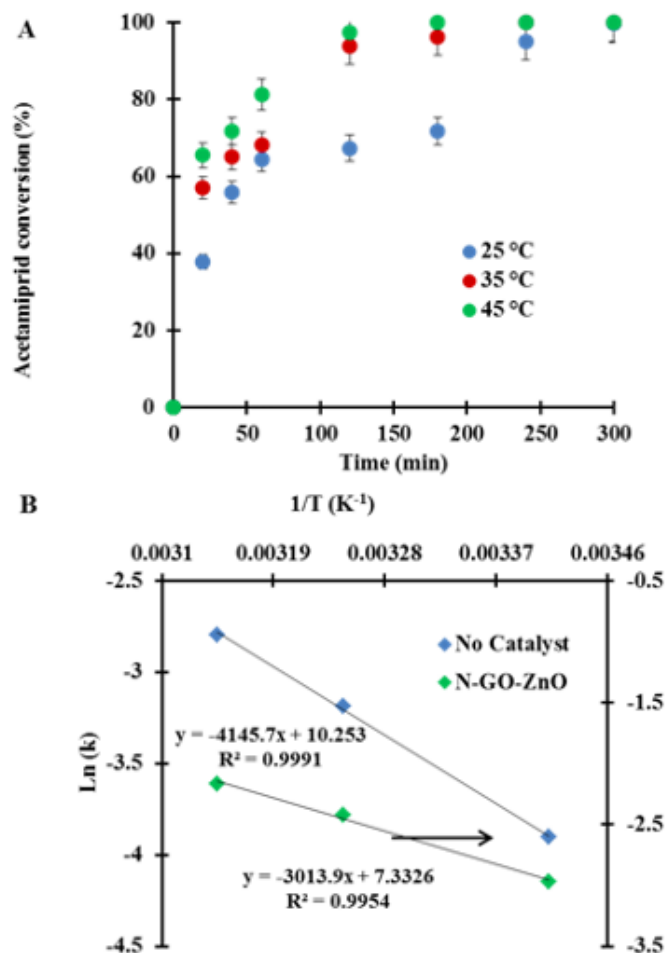 A
Acetamiprid conversion (%)
100
80
60
40
20
0
25 °C
35 °C
45 °C
0 50 100 150 200 250 300
Time (min)
B
1/T (K⁻¹)
0.0031 0.00319 0.00328 0.00337 0.00346
-2.5 -0.5
-3 -1.5
-3.5 -2.5
-4 -3.5
-4.5
Ln (k)
No Catalyst
N-GO-ZnO
y = -4145.7x + 10.253
R² = 0.9991
y = -3013.9x + 7.3326
R² = 0.9954